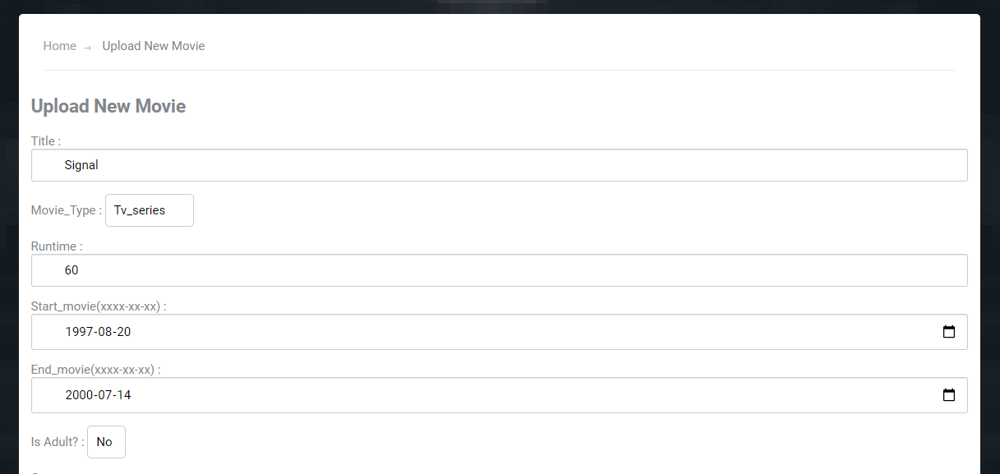 Home → Upload New Movie
Upload New Movie
Title :
Signal
Movie_Type : Tv_series
Runtime :
60
Start_movie(xxxx-xx-xx) :
1997-08-20
End_movie(xxxx-xx-xx) :
2000-07-14
Is Adult? : No